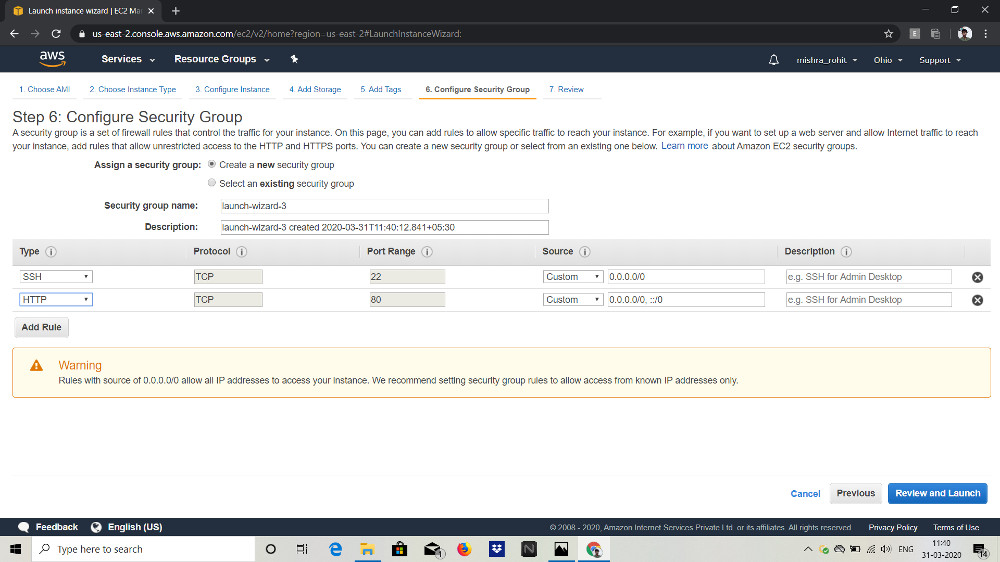 Launch instance wizard | EC2 Ma
us-east-2.console.aws.amazon.com/ec2/v2/home?region=us-east-2#LaunchInstanceWizard:
E
aws
Services
Resource Groups
mishra_rohit
Ohio
Support
1. Choose AMI
2. Choose Instance Type
3. Configure Instance
4. Add Storage
5. Add Tags
6. Configure Security Group
7. Review
Step 6: Configure Security Group
A security group is a set of firewall rules that control the traffic for your instance. On this page, you can add rules to allow specific traffic to reach your instance. For example, if you want to set up a web server and allow Internet traffic to reach
your instance, add rules that allow unrestricted access to the HTTP and HTTPS ports. You can create a new security group or select from an existing one below. Learn more about Amazon EC2 security groups.
Assign a security group:
Create a new security group
Select an existing security group
Security group name:
launch-wizard-3
Description:
launch-wizard-3 created 2020-03-31T11:40:12.841+05:30
Type
Protocol
Port Range
Source
Description
SSH
TCP
22
Custom
0.0.0.0/0
e.g. SSH for Admin Desktop
HTTP
TCP
80
Custom
0.0.0.0/0, ::/0
e.g. SSH for Admin Desktop
Add Rule
Warning
Rules with source of 0.0.0.0/0 allow all IP addresses to access your instance. We recommend setting security group rules to allow access from known IP addresses only.
Cancel
Previous
Review and Launch
Feedback
English (US)
© 2008 - 2020, Amazon Internet Services Private Ltd. or its affiliates. All rights reserved.
Privacy Policy
Terms of Use
Type here to search
1
N
ENG
11:40
31-03-2020
14